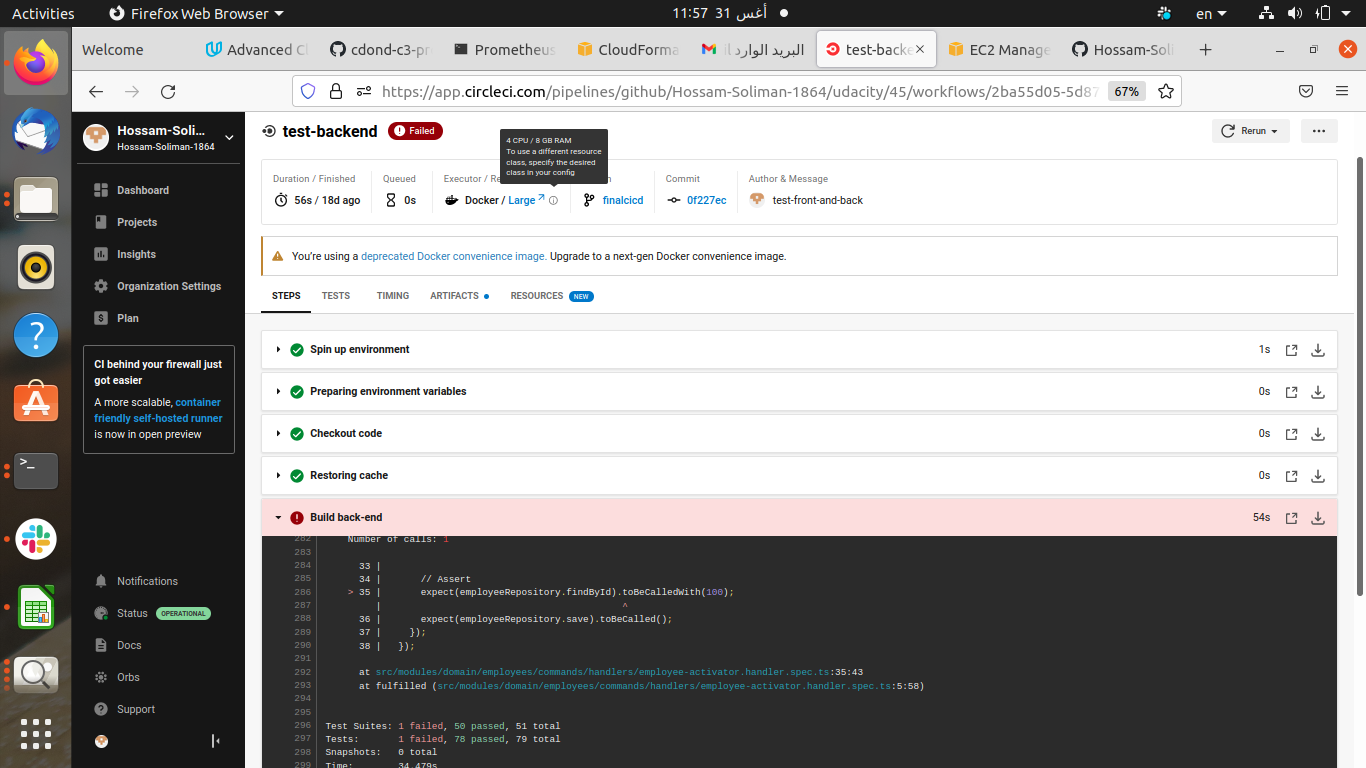 Activities
Firefox Web Browser
11:57 31 أغس
en
Welcome
Advanced Cl
cdond-c3-pr
Prometheus
CloudForma
البريد الوارد il
test-backe
EC2 Manage
Hossam-Soli
https://app.circleci.com/pipelines/github/Hossam-Soliman-1864/udacity/45/workflows/2ba55d05-5d87
67%
Hossam-Soli...
Hossam-Soliman-1864
Dashboard
Projects
Insights
Organization Settings
Plan
CI behind your firewall just
got easier
A more scalable, container
friendly self-hosted runner
is now in open preview
Notifications
Status OPERATIONAL
Docs
Orbs
Support
test-backend
Failed
Rerun
4 CPU / 8 GB RAM
To use a different resource
class, specify the desired
class in your config
Duration / Finished
56s / 18d ago
Queued
0s
Executor / Re
Docker / Large
finalcicd
Commit
0f227ec
Author & Message
test-front-and-back
You're using a deprecated Docker convenience image. Upgrade to a next-gen Docker convenience image.
STEPS TESTS TIMING ARTIFACTS RESOURCES NEW
Spin up environment 1s
Preparing environment variables 0s
Checkout code 0s
Restoring cache 0s
Build back-end 54s
282 Number of calls: 1
283
284 33 |
285 34 | // Assert
286 > 35 | expect(employeeRepository.findById).toBeCalledWith(100);
287 | ^
288 36 | expect(employeeRepository.save).toBeCalled();
289 37 | });
290 38 | });
291
292 at src/modules/domain/employees/commands/handlers/employee-activator.handler.spec.ts:35:43
293 at fulfilled (src/modules/domain/employees/commands/handlers/employee-activator.handler.spec.ts:5:58)
294
295
296 Test Suites: 1 failed, 50 passed, 51 total
297 Tests: 1 failed, 78 passed, 79 total
298 Snapshots: 0 total
299 Time: 34.479s